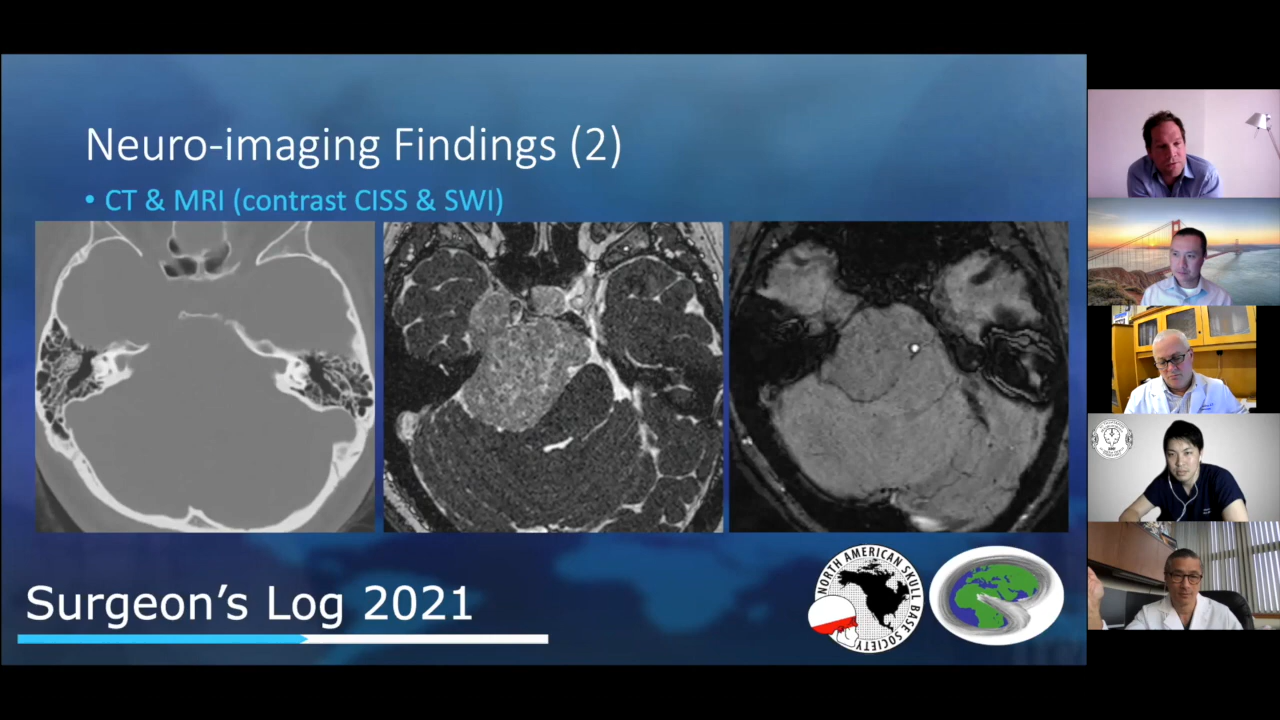 Neuro-imaging Findings (2)
• CT & MRI (contrast CISS & SWI)
Surgeon's Log 2021
NORTH AMERICAN SKULL BASE SOCIETY